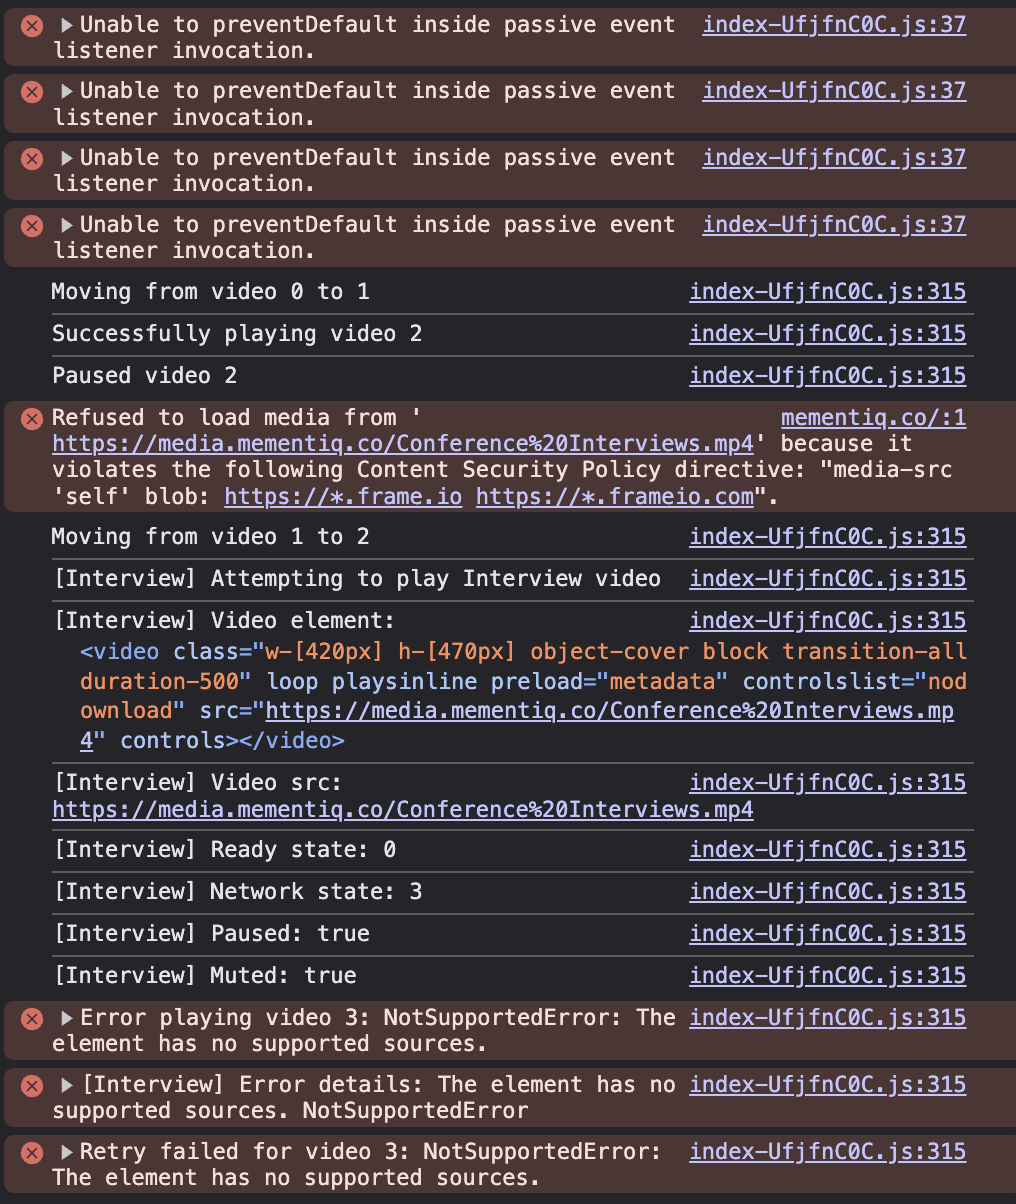 Unable to preventDefault inside passive event index-UfjfnC0C.js:37
listener invocation.
Unable to preventDefault inside passive event index-UfjfnC0C.js:37
listener invocation.
Unable to preventDefault inside passive event index-UfjfnC0C.js:37
listener invocation.
Unable to preventDefault inside passive event index-UfjfnC0C.js:37
listener invocation.
Moving from video 0 to 1 index-UfjfnC0C.js:315
Successfully playing video 2 index-UfjfnC0C.js:315
Paused video 2 index-UfjfnC0C.js:315
Refused to load media from ' mementiq.co/:1
https://media.mementiq.co/Conference%20Interviews.mp4' because it
violates the following Content Security Policy directive: "media-src
'self' blob: https://*.frame.io https://*.frameio.com".
Moving from video 1 to 2 index-UfjfnC0C.js:315
[Interview] Attempting to play Interview video index-UfjfnC0C.js:315
[Interview] Video element: index-UfjfnC0C.js:315
<video class="w-[420px] h-[470px] object-cover block transition-all
duration-500" loop playsinline preload="metadata" controlslist="nod
ownload" src="https://media.mementiq.co/Conference%20Interviews.mp
4" controls></video>
[Interview] Video src: index-UfjfnC0C.js:315
https://media.mementiq.co/Conference%20Interviews.mp4
[Interview] Ready state: 0 index-UfjfnC0C.js:315
[Interview] Network state: 3 index-UfjfnC0C.js:315
[Interview] Paused: true index-UfjfnC0C.js:315
[Interview] Muted: true index-UfjfnC0C.js:315
Error playing video 3: NotSupportedError: The index-UfjfnC0C.js:315
element has no supported sources.
[Interview] Error details: The element has no index-UfjfnC0C.js:315
supported sources. NotSupportedError
Retry failed for video 3: NotSupportedError: index-UfjfnC0C.js:315
The element has no supported sources.